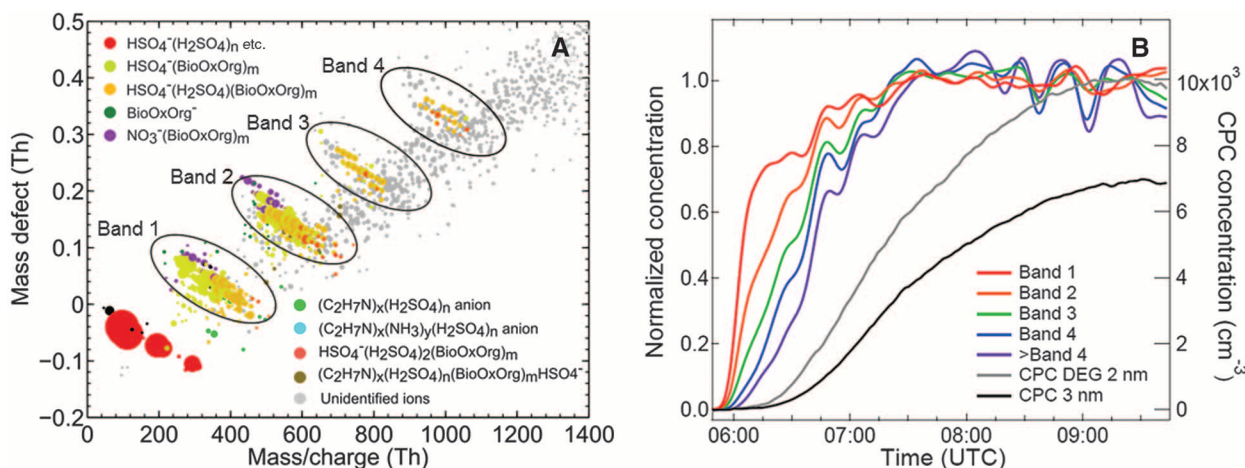 A
0.5
0.4
0.3
0.2
0.1
0
-0.1
-0.2
Mass defect (Th)
HSO4⁻(H2SO4)n etc.
HSO4⁻(BioOxOrg)m
HSO4⁻(H2SO4)(BioOxOrg)m
BioOxOrg⁻
NO3⁻(BioOxOrg)m
Band 4
Band 3
Band 2
Band 1
(C2H7N)x(H2SO4)n anion
(C2H7N)x(NH3)y(H2SO4)n anion
HSO4⁻(H2SO4)2(BioOxOrg)m
(C2H7N)x(H2SO4)n(BioOxOrg)mHSO4⁻
Unidentified ions
0 200 400 600 800 1000 1200 1400
Mass/charge (Th)
B
1.0
0.8
0.6
0.4
0.2
0.0
Normalized concentration
10x10³
8
6
4
2
0
CPC concentration (cm⁻³)
Band 1
Band 2
Band 3
Band 4
>Band 4
CPC DEG 2 nm
CPC 3 nm
06:00 07:00 08:00 09:00
Time (UTC)